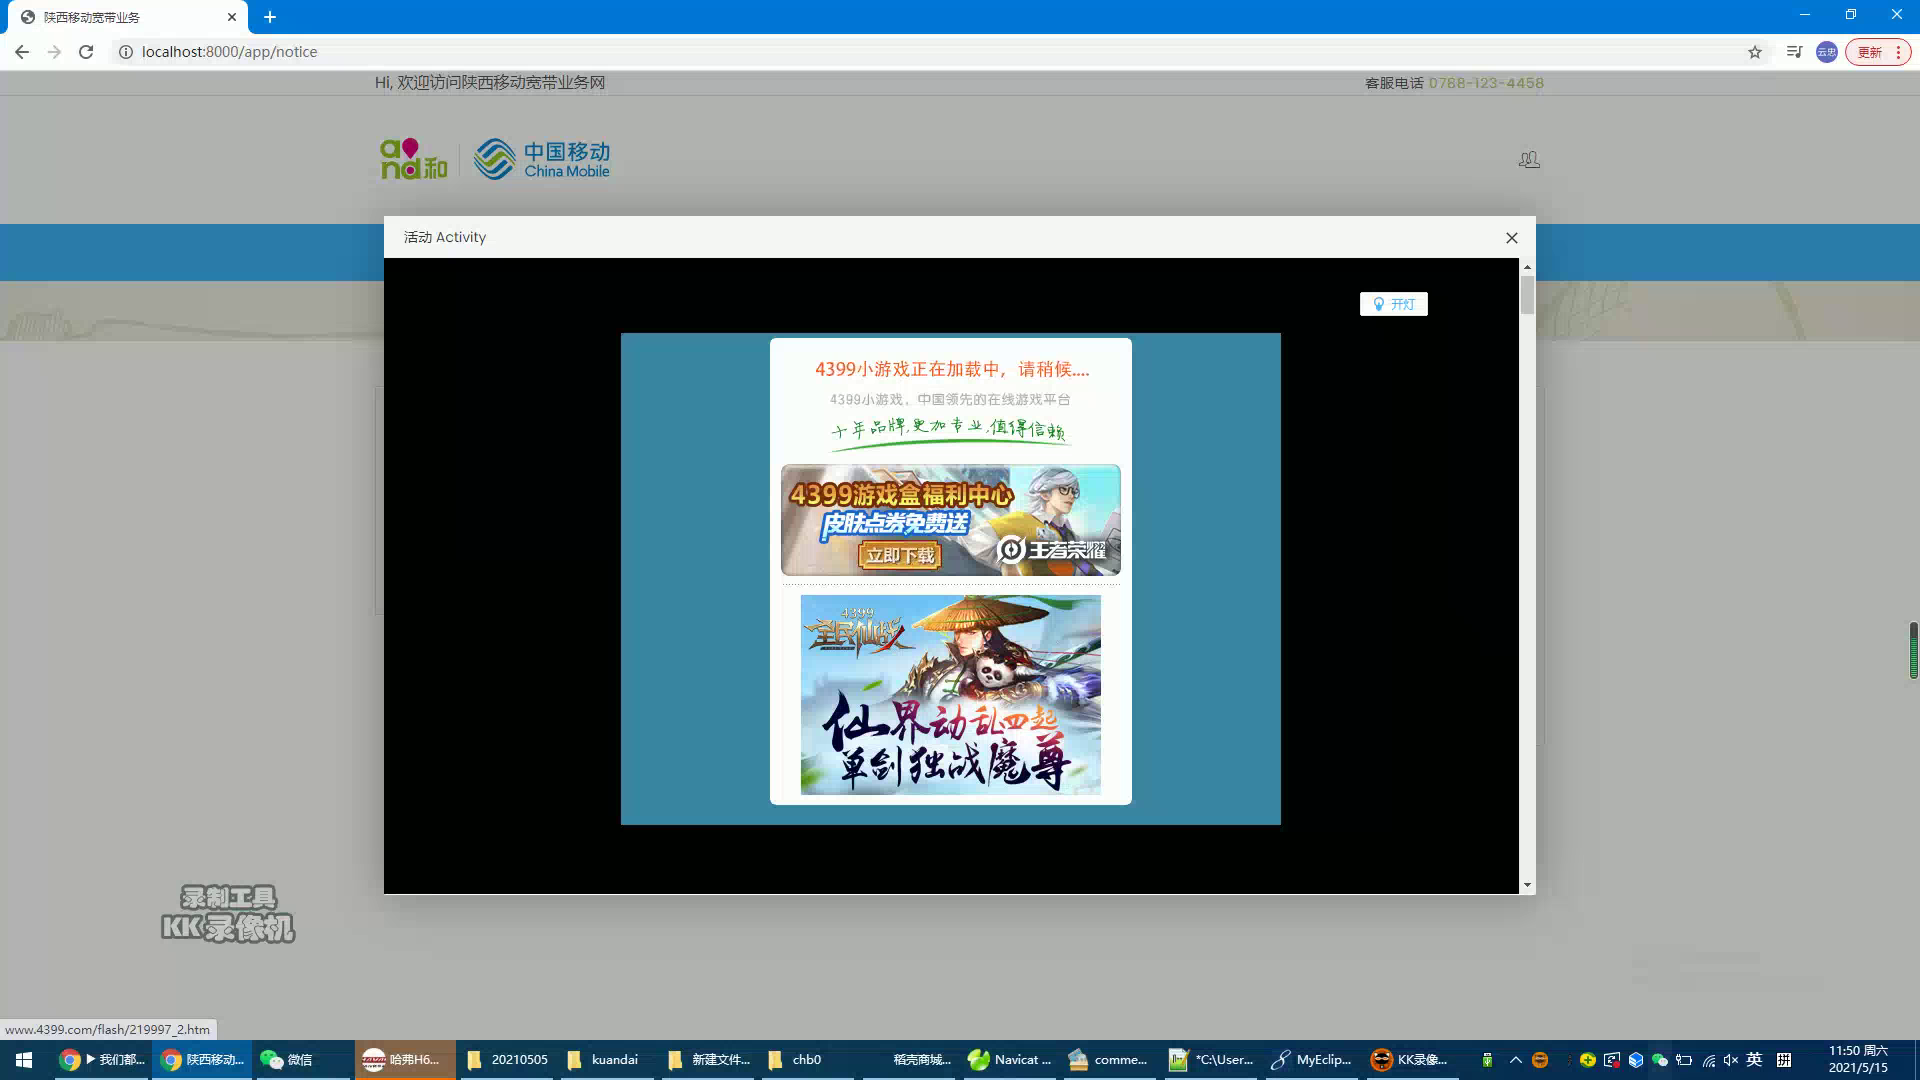 陕西移动宽带业务
localhost:8000/app/notice
云忠
更新
Hi, 欢迎访问陕西移动宽带业务网
客服电话 0788-123-4458
and和
中国移动
China Mobile
活动 Activity
开灯
4399小游戏正在加载中，请稍候....
4399小游戏，中国领先的在线游戏平台
十年品牌,更加专业,值得信赖
4399游戏盒福利中心
皮肤点券免费送
立即下载
王者荣耀
4399
全民仙战
仙界动乱四起
单剑独战魔尊
录制工具
KK录像机
www.4399.com/flash/219997_2.htm
我们都...
陕西移动...
微信
哈弗H6...
20210505
kuandai
新建文件...
chb0
稻壳商城...
Navicat ...
comme...
*C:\User...
MyEclip...
KK录像...
英
拼
11:50 周六
2021/5/15